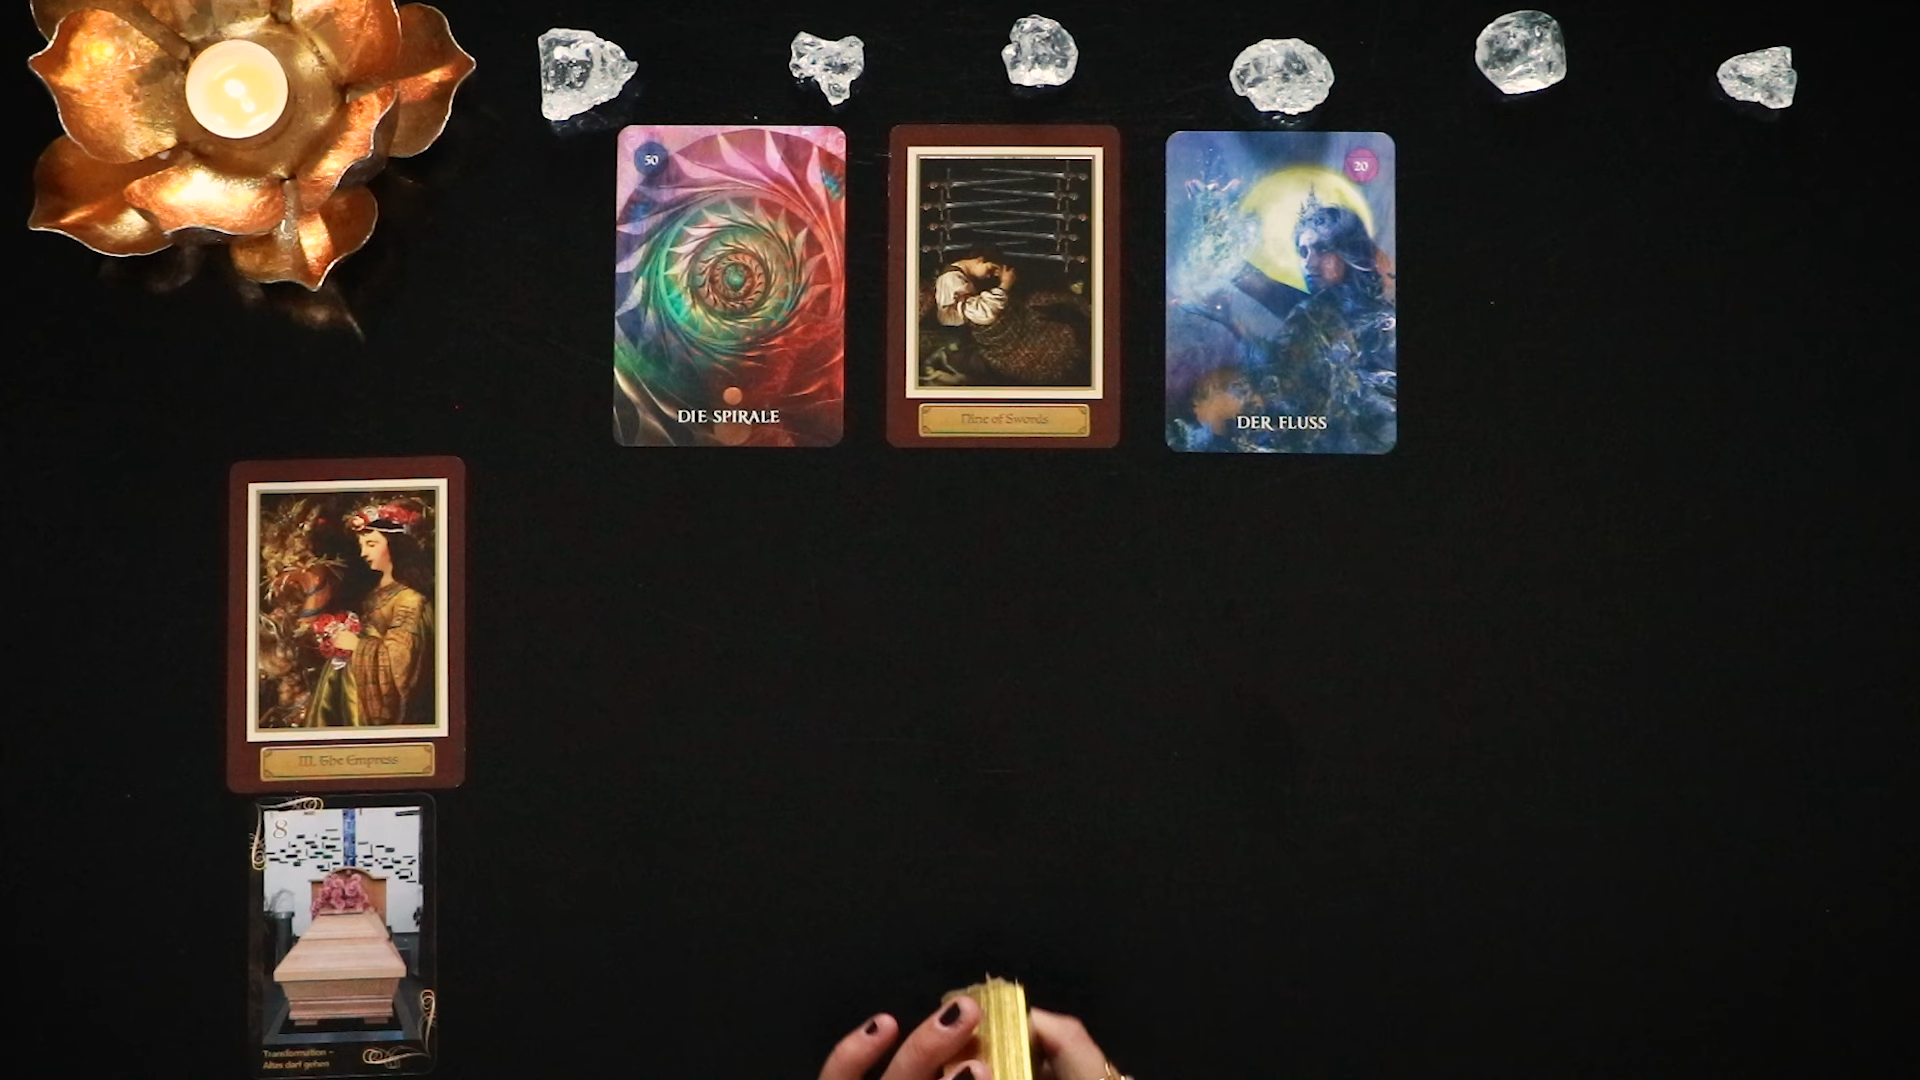 50
DIE SPIRALE
Nine of Swords
20
DER FLUSS
III. The Empress
8
Transformation –
Altes darf gehen